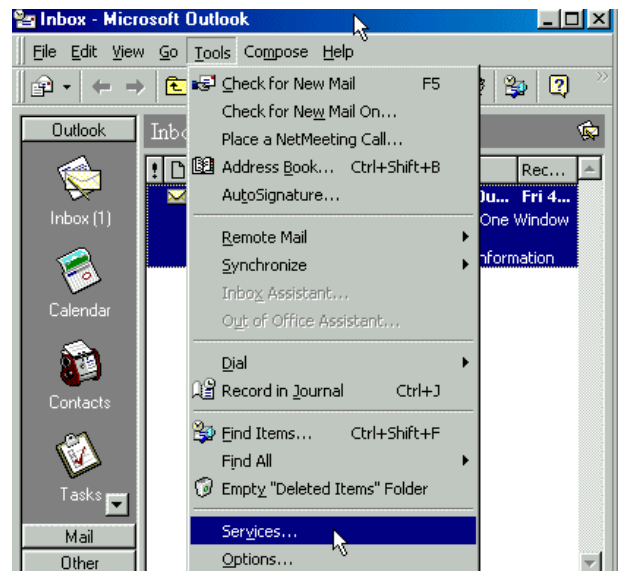 Inbox - Microsoft Outlook
File Edit View Go Tools Compose Help
Outlook
Inbox (1)
Calendar
Contacts
Tasks
Mail
Other
Check for New Mail F5
Check for New Mail On...
Place a NetMeeting Call...
Address Book... Ctrl+Shift+B
AutoSignature...
Remote Mail
Synchronize
Inbox Assistant...
Out of Office Assistant...
Dial
Record in Journal Ctrl+J
Find Items... Ctrl+Shift+F
Find All
Empty "Deleted Items" Folder
Services...
Options...
! Rec...
Fri 4...
One Window